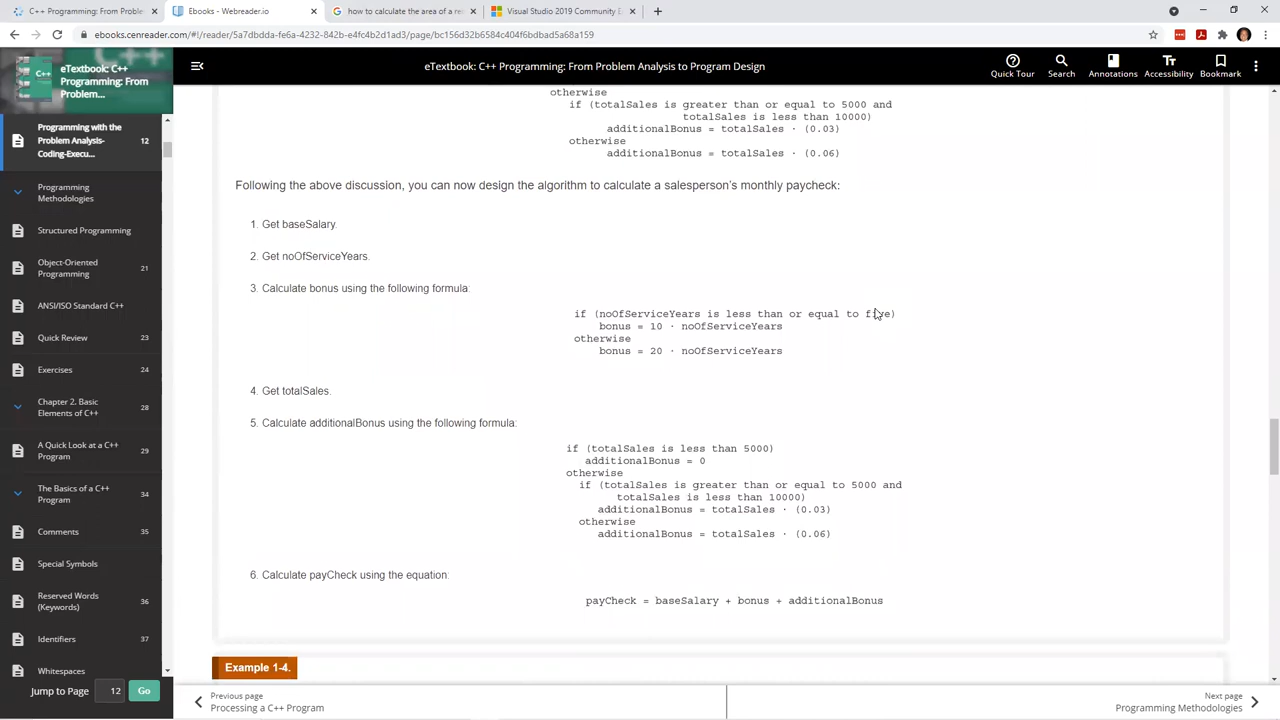 C++ Programming: From Problem
Ebooks - Webreader.io
how to calculate the area of a re
Visual Studio 2019 Community E
ebooks.cenreader.com/#!/reader/5a7dbdda-fe6a-4232-842b-e4fc4b2d1ad3/page/bc156d32b6584c404f6bdbad5a68a159
C++
eTextbook: C++
Programming: From
Problem...
eTextbook: C++ Programming: From Problem Analysis to Program Design
Quick Tour
Search
Annotations
Accessibility
Bookmark
Programming with the
Problem Analysis-
Coding-Execu...
12
Programming
Methodologies
Structured Programming
Object-Oriented
Programming
21
ANSI/ISO Standard C++
Quick Review
23
Exercises
24
Chapter 2. Basic
Elements of C++
28
A Quick Look at a C++
Program
29
The Basics of a C++
Program
34
Comments
35
Special Symbols
Reserved Words
(Keywords)
36
Identifiers
37
Whitespaces
Jump to Page
12
Go
otherwise
if (totalSales is greater than or equal to 5000 and
totalSales is less than 10000)
additionalBonus = totalSales · (0.03)
otherwise
additionalBonus = totalSales · (0.06)
Following the above discussion, you can now design the algorithm to calculate a salesperson's monthly paycheck:
1. Get baseSalary.
2. Get noOfServiceYears.
3. Calculate bonus using the following formula:
if (noOfServiceYears is less than or equal to five)
bonus = 10 · noOfServiceYears
otherwise
bonus = 20 · noOfServiceYears
4. Get totalSales.
5. Calculate additionalBonus using the following formula:
if (totalSales is less than 5000)
additionalBonus = 0
otherwise
if (totalSales is greater than or equal to 5000 and
totalSales is less than 10000)
additionalBonus = totalSales · (0.03)
otherwise
additionalBonus = totalSales · (0.06)
6. Calculate payCheck using the equation:
payCheck = baseSalary + bonus + additionalBonus
Example 1-4.
Previous page
Processing a C++ Program
Next page
Programming Methodologies